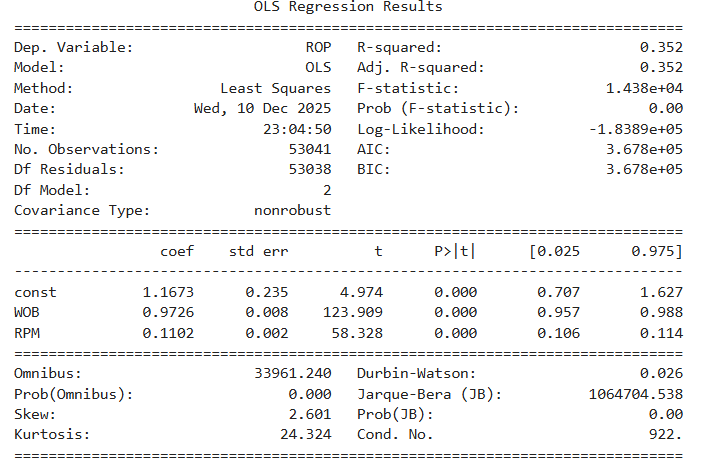 OLS Regression Results
==============================================================================
Dep. Variable: ROP R-squared: 0.352
Model: OLS Adj. R-squared: 0.352
Method: Least Squares F-statistic: 1.438e+04
Date: Wed, 10 Dec 2025 Prob (F-statistic): 0.00
Time: 23:04:50 Log-Likelihood: -1.8389e+05
No. Observations: 53041 AIC: 3.678e+05
Df Residuals: 53038 BIC: 3.678e+05
Df Model: 2
Covariance Type: nonrobust
==============================================================================
coef std err t P>|t| [0.025 0.975]
------------------------------------------------------------------------------
const 1.1673 0.235 4.974 0.000 0.707 1.627
WOB 0.9726 0.008 123.909 0.000 0.957 0.988
RPM 0.1102 0.002 58.328 0.000 0.106 0.114
==============================================================================
Omnibus: 33961.240 Durbin-Watson: 0.026
Prob(Omnibus): 0.000 Jarque-Bera (JB): 1064704.538
Skew: 2.601 Prob(JB): 0.00
Kurtosis: 24.324 Cond. No. 922.
==============================================================================